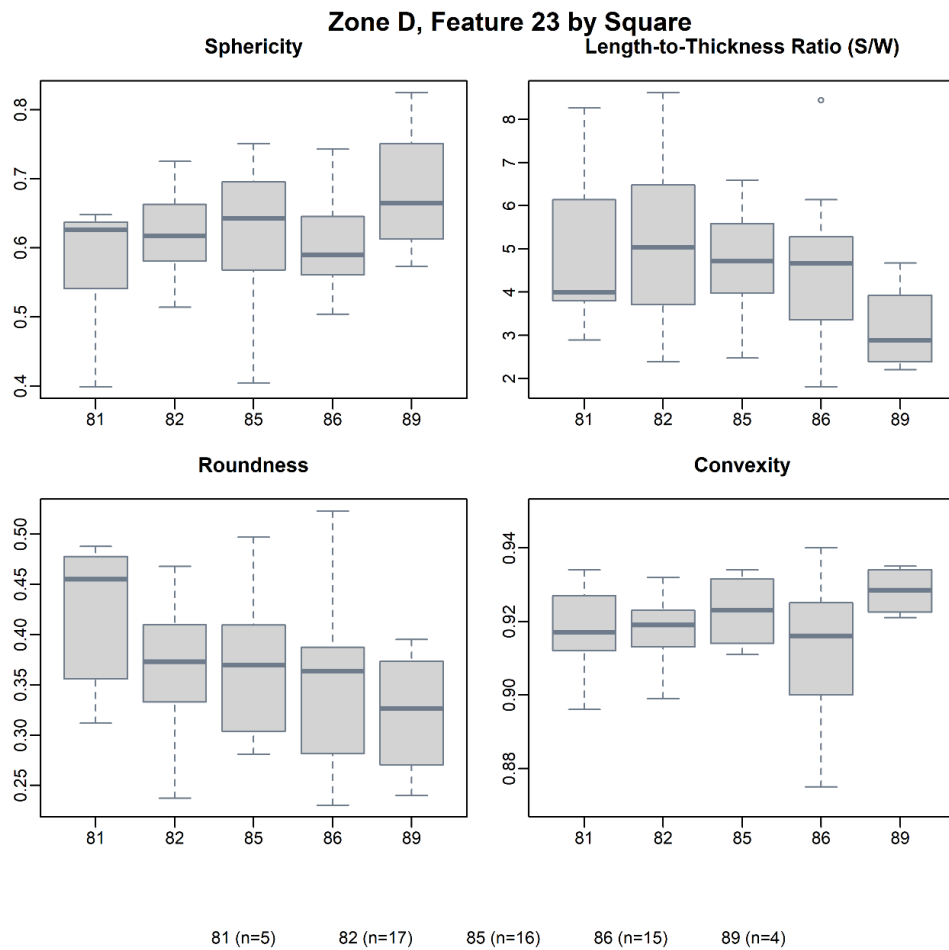 Zone D, Feature 23 by Square
Sphericity
Length-to-Thickness Ratio (S/W)
0.8
0.7
0.6
0.5
0.4
81 82 85 86 89
8
7
6
5
4
3
2
81 82 85 86 89
Roundness
Convexity
0.50
0.45
0.40
0.35
0.30
0.25
81 82 85 86 89
0.94
0.92
0.90
0.88
81 82 85 86 89
81 (n=5) 82 (n=17) 85 (n=16) 86 (n=15) 89 (n=4)